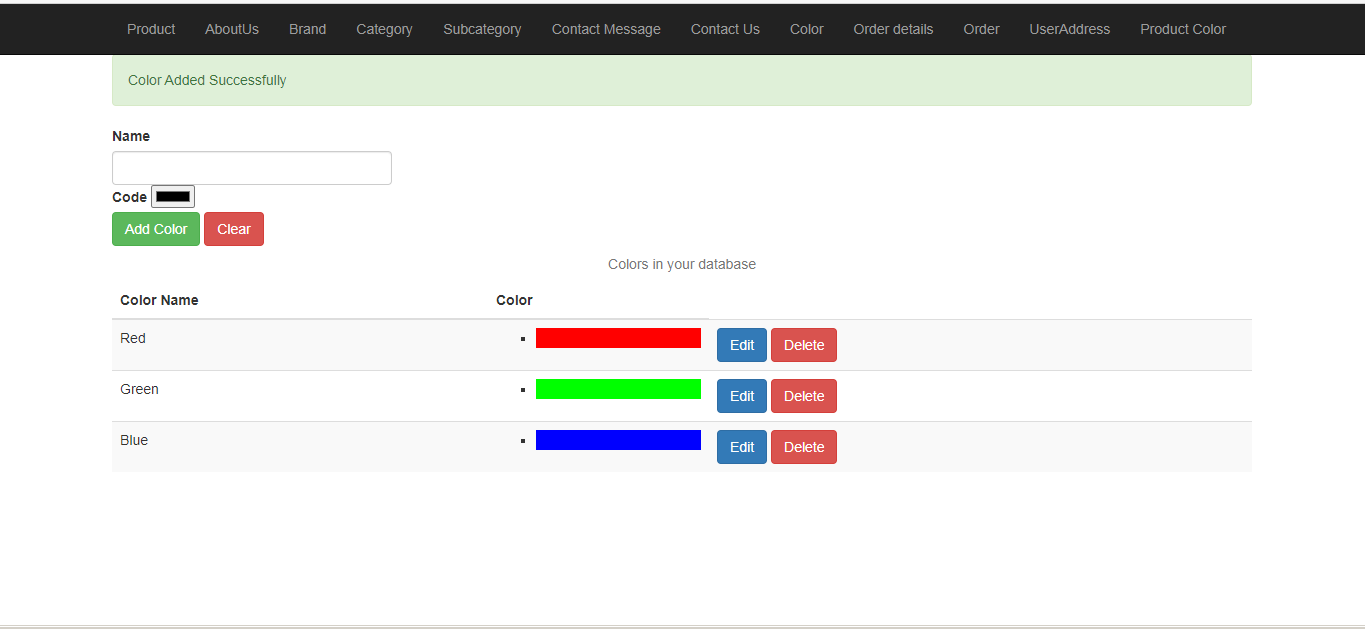 Product AboutUs Brand Category Subcategory Contact Message Contact Us Color Order details Order UserAddress Product Color
Color Added Successfully
Name
Code
Add Color Clear
Colors in your database
Color Name Color
Red Edit Delete
Green Edit Delete
Blue Edit Delete